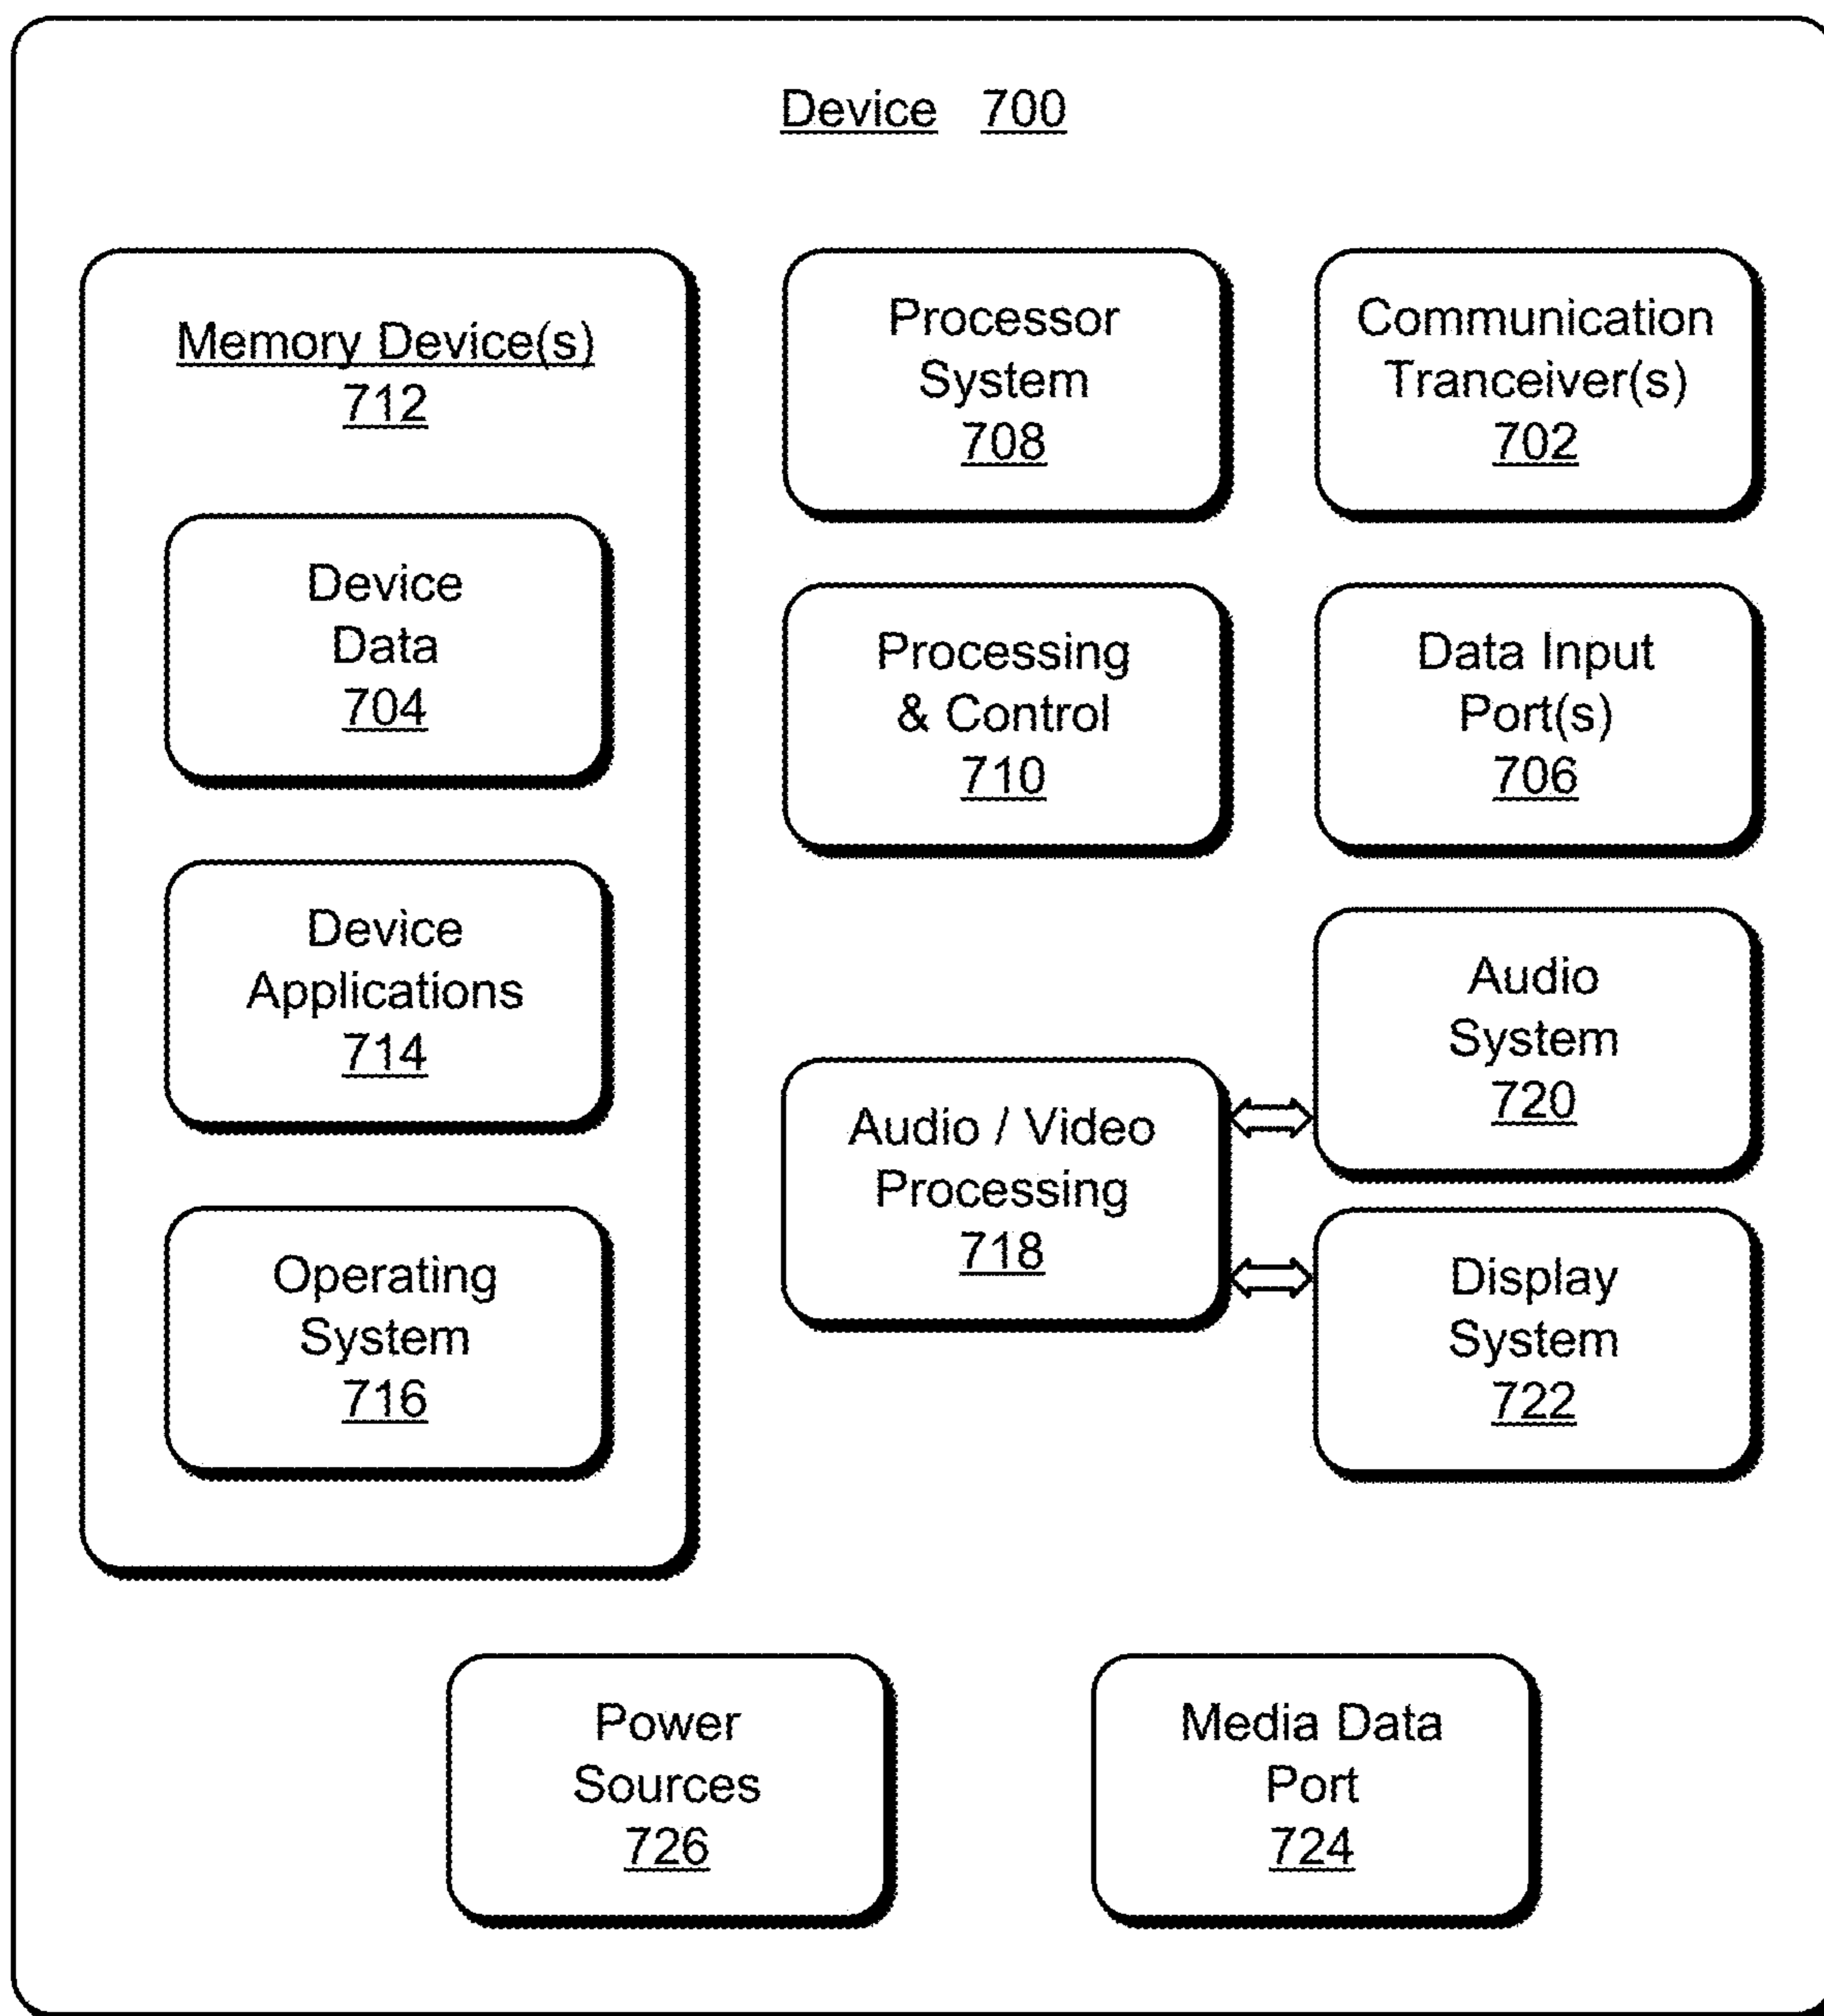 Device 700
Memory Device(s)
712
Device
Data
704
Device
Applications
714
Operating
System
716
Processor
System
708
Communication
Tranceiver(s)
702
Processing
& Control
710
Data Input
Port(s)
706
Audio / Video
Processing
718
Audio
System
720
Display
System
722
Power
Sources
726
Media Data
Port
724